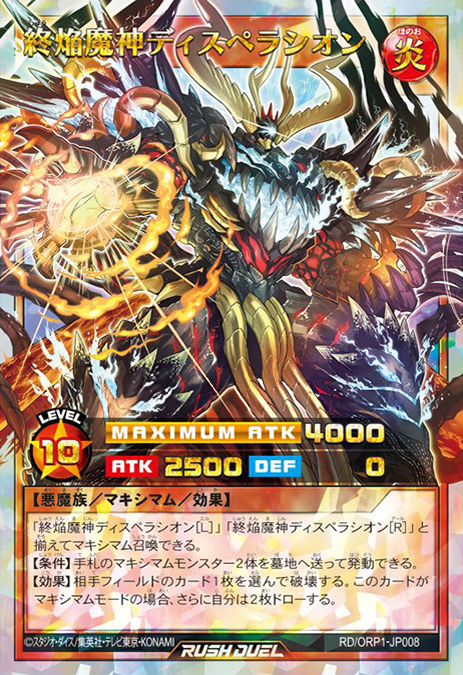 終焔魔神ディスペラシオン
ほのお
炎
LEVEL
10
MAXIMUM ATK 4000
ATK 2500 DEF 0
【悪魔族／マキシマム／効果】
「終焔魔神ディスペラシオン[L]」「終焔魔神ディスペラシオン[R]」と
揃えてマキシマム召喚できる。
【条件】手札のマキシマムモンスター2体を墓地へ送って発動できる。
【効果】相手フィールドのカード1枚を選んで破壊する。このカードが
マキシマムモードの場合、さらに自分は2枚ドローする。
©スタジオ・ダイス/集英社・テレビ東京・KONAMI
RUSH DUEL
RD/ORP1-JP008